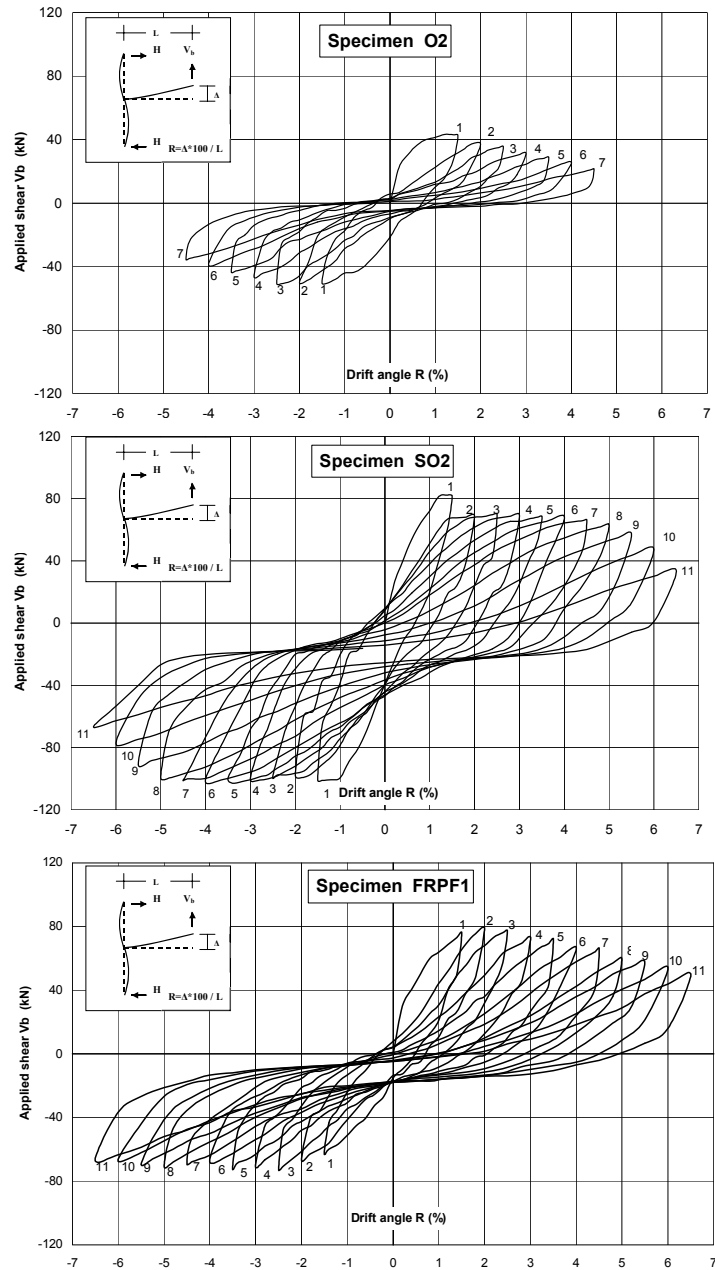 120
80
40
0
-40
-80
-120
Applied shear Vb (kN)
L
H
V_b
Δ
H
R=Δ*100 / L
Specimen O2
1
2
3
4
5
6
7
7
6
5
4
3
2
1
Drift angle R (%)
-7 -6 -5 -4 -3 -2 -1 0 1 2 3 4 5 6 7
120
80
40
0
-40
-80
-120
Applied shear Vb (kN)
L
H
V_b
Δ
H
R=Δ*100 / L
Specimen SO2
1
2
3
4
5
6
7
8
9
10
11
11
10
9
8
7
6
5
4
3
2
1
Drift angle R (%)
-7 -6 -5 -4 -3 -2 -1 0 1 2 3 4 5 6 7
120
80
40
0
-40
-80
-120
Applied shear Vb (kN)
L
H
V_b
Δ
H
R=Δ*100 / L
Specimen FRPF1
1
2
3
4
5
6
7
8
9
10
11
11
10
9
8
7
6
5
4
3
2
1
Drift angle R (%)
-7 -6 -5 -4 -3 -2 -1 0 1 2 3 4 5 6 7